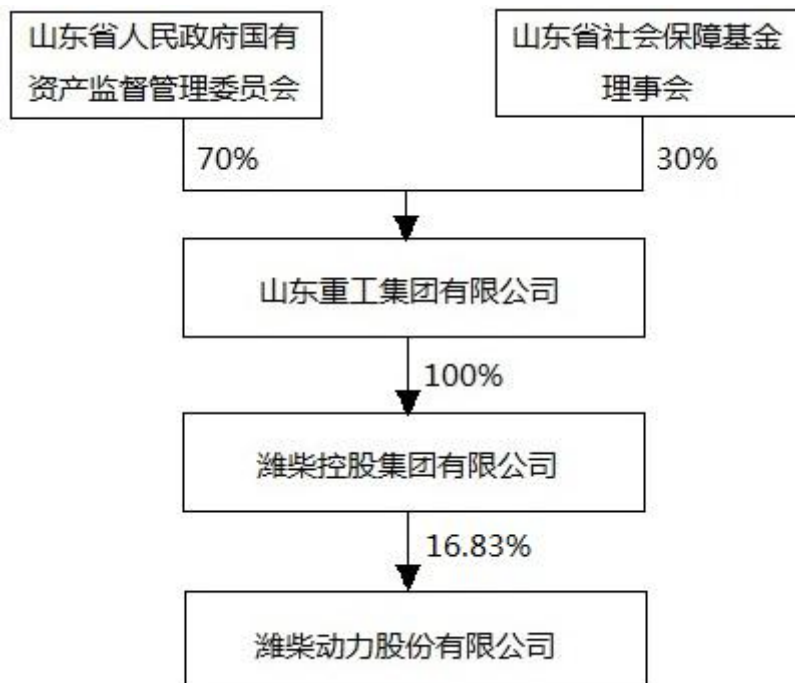 山东省人民政府国有
资产监督管理委员会
山东省社会保障基金
理事会
70%
30%
山东重工集团有限公司
100%
潍柴控股集团有限公司
16.83%
潍柴动力股份有限公司